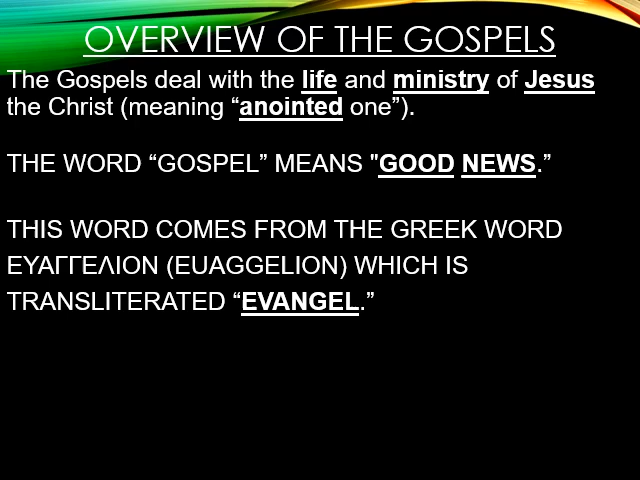 OVERVIEW OF THE GOSPELS
The Gospels deal with the life and ministry of Jesus
the Christ (meaning “anointed one”).
THE WORD “GOSPEL” MEANS "GOOD NEWS.”
THIS WORD COMES FROM THE GREEK WORD
ΕΥΑΓΓΕΛΙΟΝ (EUAGGELION) WHICH IS
TRANSLITERATED “EVANGEL.”